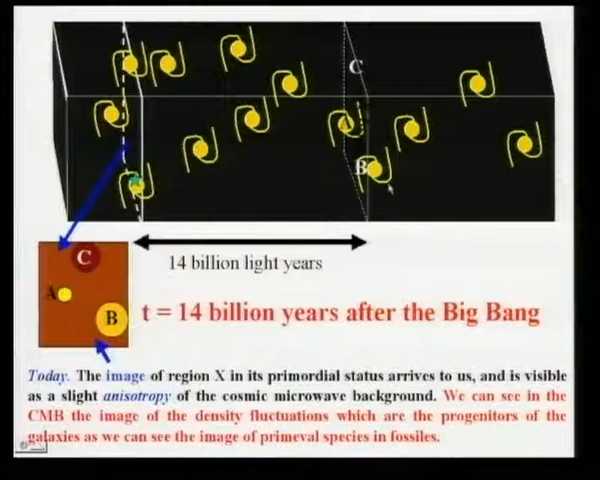 C
A
B
C
A
B
14 billion light years
t = 14 billion years after the Big Bang
Today. The image of region X in its primordial status arrives to us, and is visible
as a slight anisotropy of the cosmic microwave background. We can see in the
CMB the image of the density fluctuations which are the progenitors of the
galaxies as we can see the image of primeval species in fossiles.